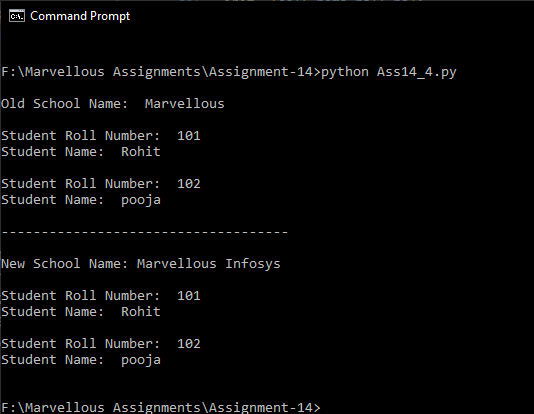 Command Prompt
F:\Marvellous Assignments\Assignment-14>python Ass14_4.py
Old School Name:  Marvellous
Student Roll Number:  101
Student Name:  Rohit
Student Roll Number:  102
Student Name:  pooja
------------------------------------
New School Name: Marvellous Infosys
Student Roll Number:  101
Student Name:  Rohit
Student Roll Number:  102
Student Name:  pooja
F:\Marvellous Assignments\Assignment-14>